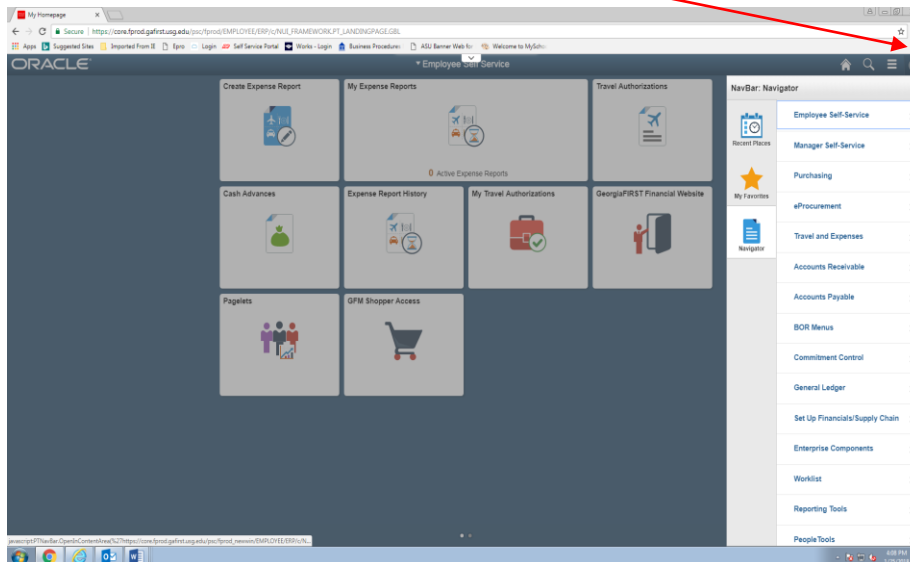 My Homepage
Secure https://core.fprod.gafirst.usg.edu/psc/fprod/EMPLOYEE/ERP/c/NUI_FRAMEWORK.PT_LANDINGPAGE.GBL
Apps Suggested Sites Imported From IE Epro Login Self Service Portal Works - Login Business Procedures ASU Banner Web for Welcome to MyScho
ORACLE Employee Self Service
Create Expense Report My Expense Reports Travel Authorizations
0 Active Expense Reports
Cash Advances Expense Report History My Travel Authorizations GeorgiaFIRST Financial Website
Pagelets GFM Shopper Access
NavBar: Navigator
Recent Places
My Favorites
Navigator
Employee Self-Service
Manager Self-Service
Purchasing
eProcurement
Travel and Expenses
Accounts Receivable
Accounts Payable
BOR Menus
Commitment Control
General Ledger
Set Up Financials/Supply Chain
Enterprise Components
Worklist
Reporting Tools
PeopleTools
javascript:PTNavBar.OpenInContentArea(%27https://core.fprod.gafirst.usg.edu/psc/fprod_newwin/EMPLOYEE/ERP/c/N...
4:08 PM